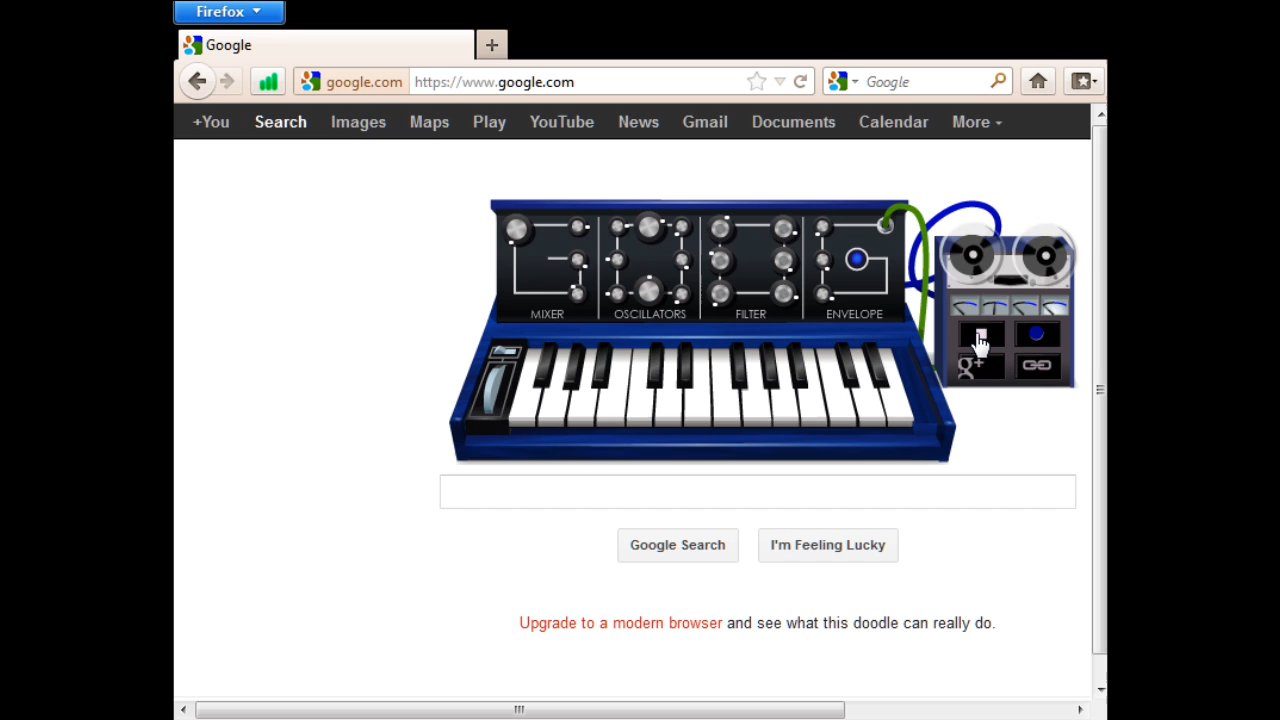 Firefox
Google
google.com https://www.google.com Google
+You Search Images Maps Play YouTube News Gmail Documents Calendar More
MIXER OSCILLATORS FILTER ENVELOPE
g+
Google Search I'm Feeling Lucky
Upgrade to a modern browser and see what this doodle can really do.